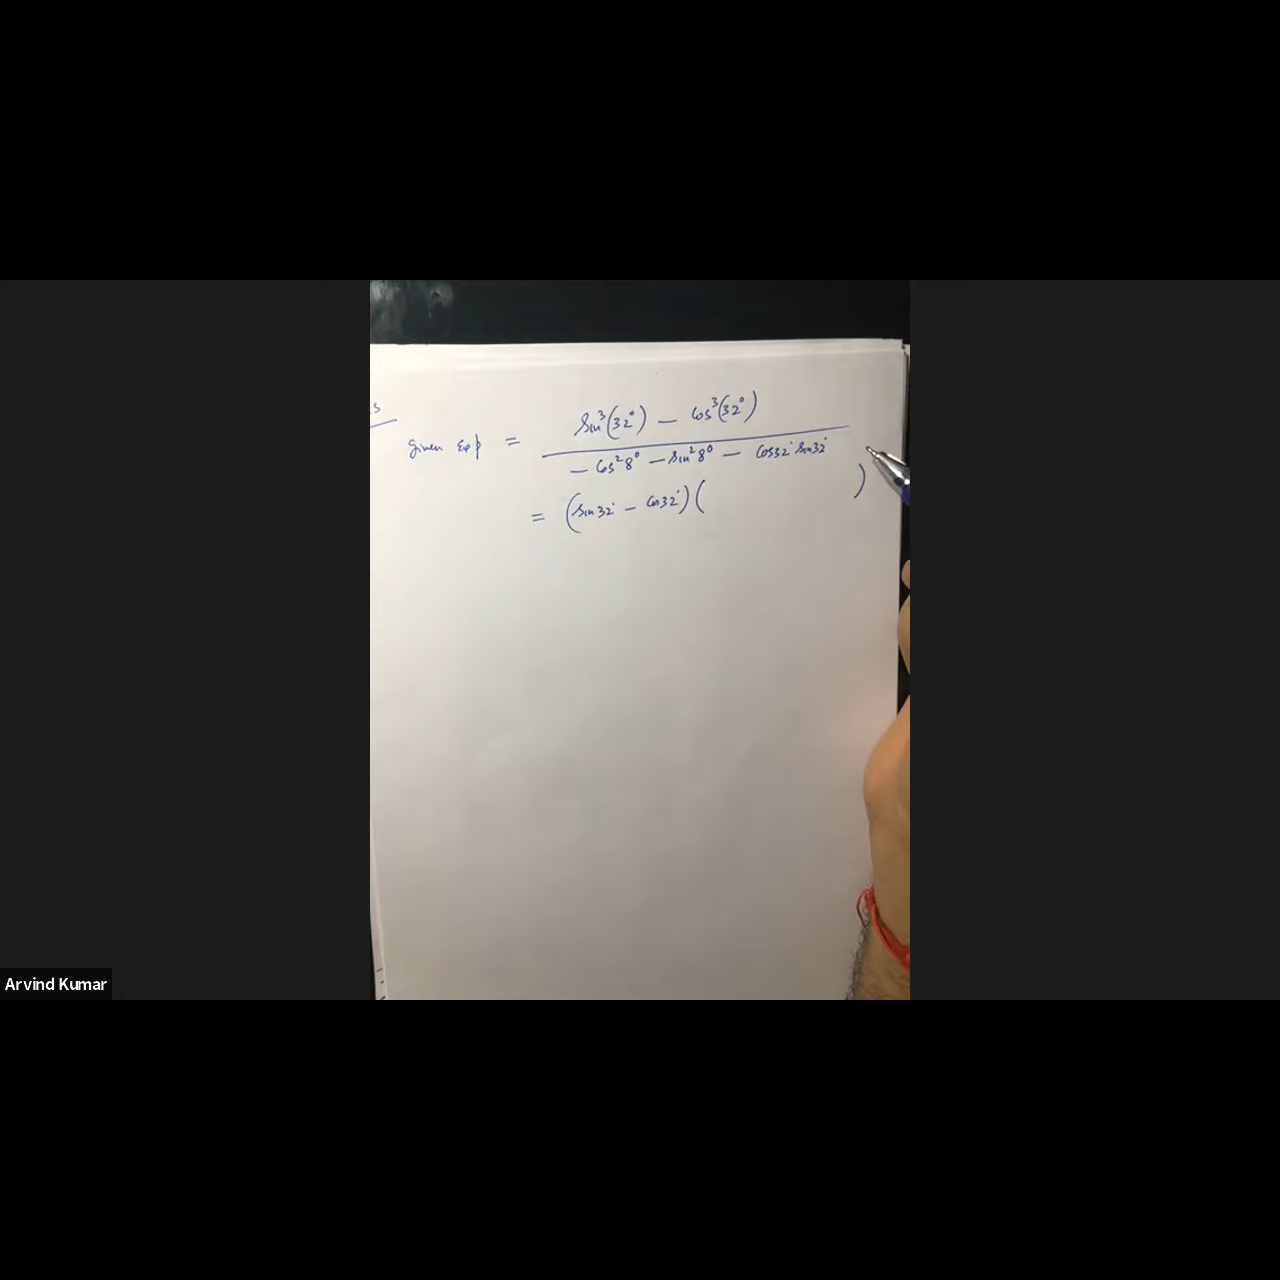 Given Exp = sin³(32°) – cos³(32°)
– cos²8° – sin²8° – cos32° sin32°
= (sin32° – cos32°)(                    )
Arvind Kumar